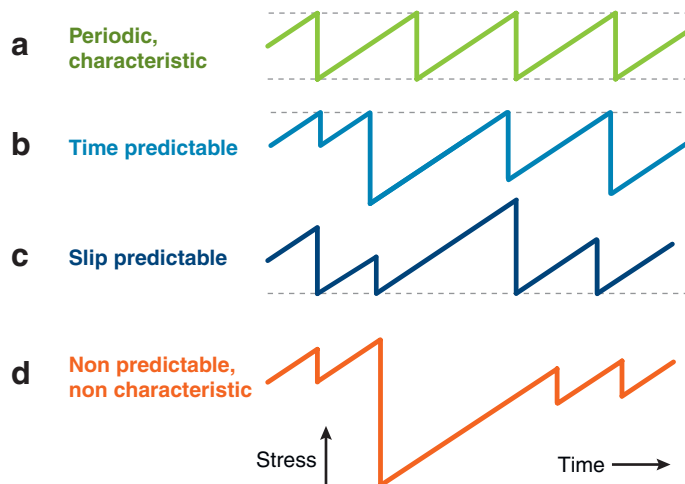 a
Periodic,
characteristic
b
Time predictable
c
Slip predictable
d
Non predictable,
non characteristic
Stress
Time